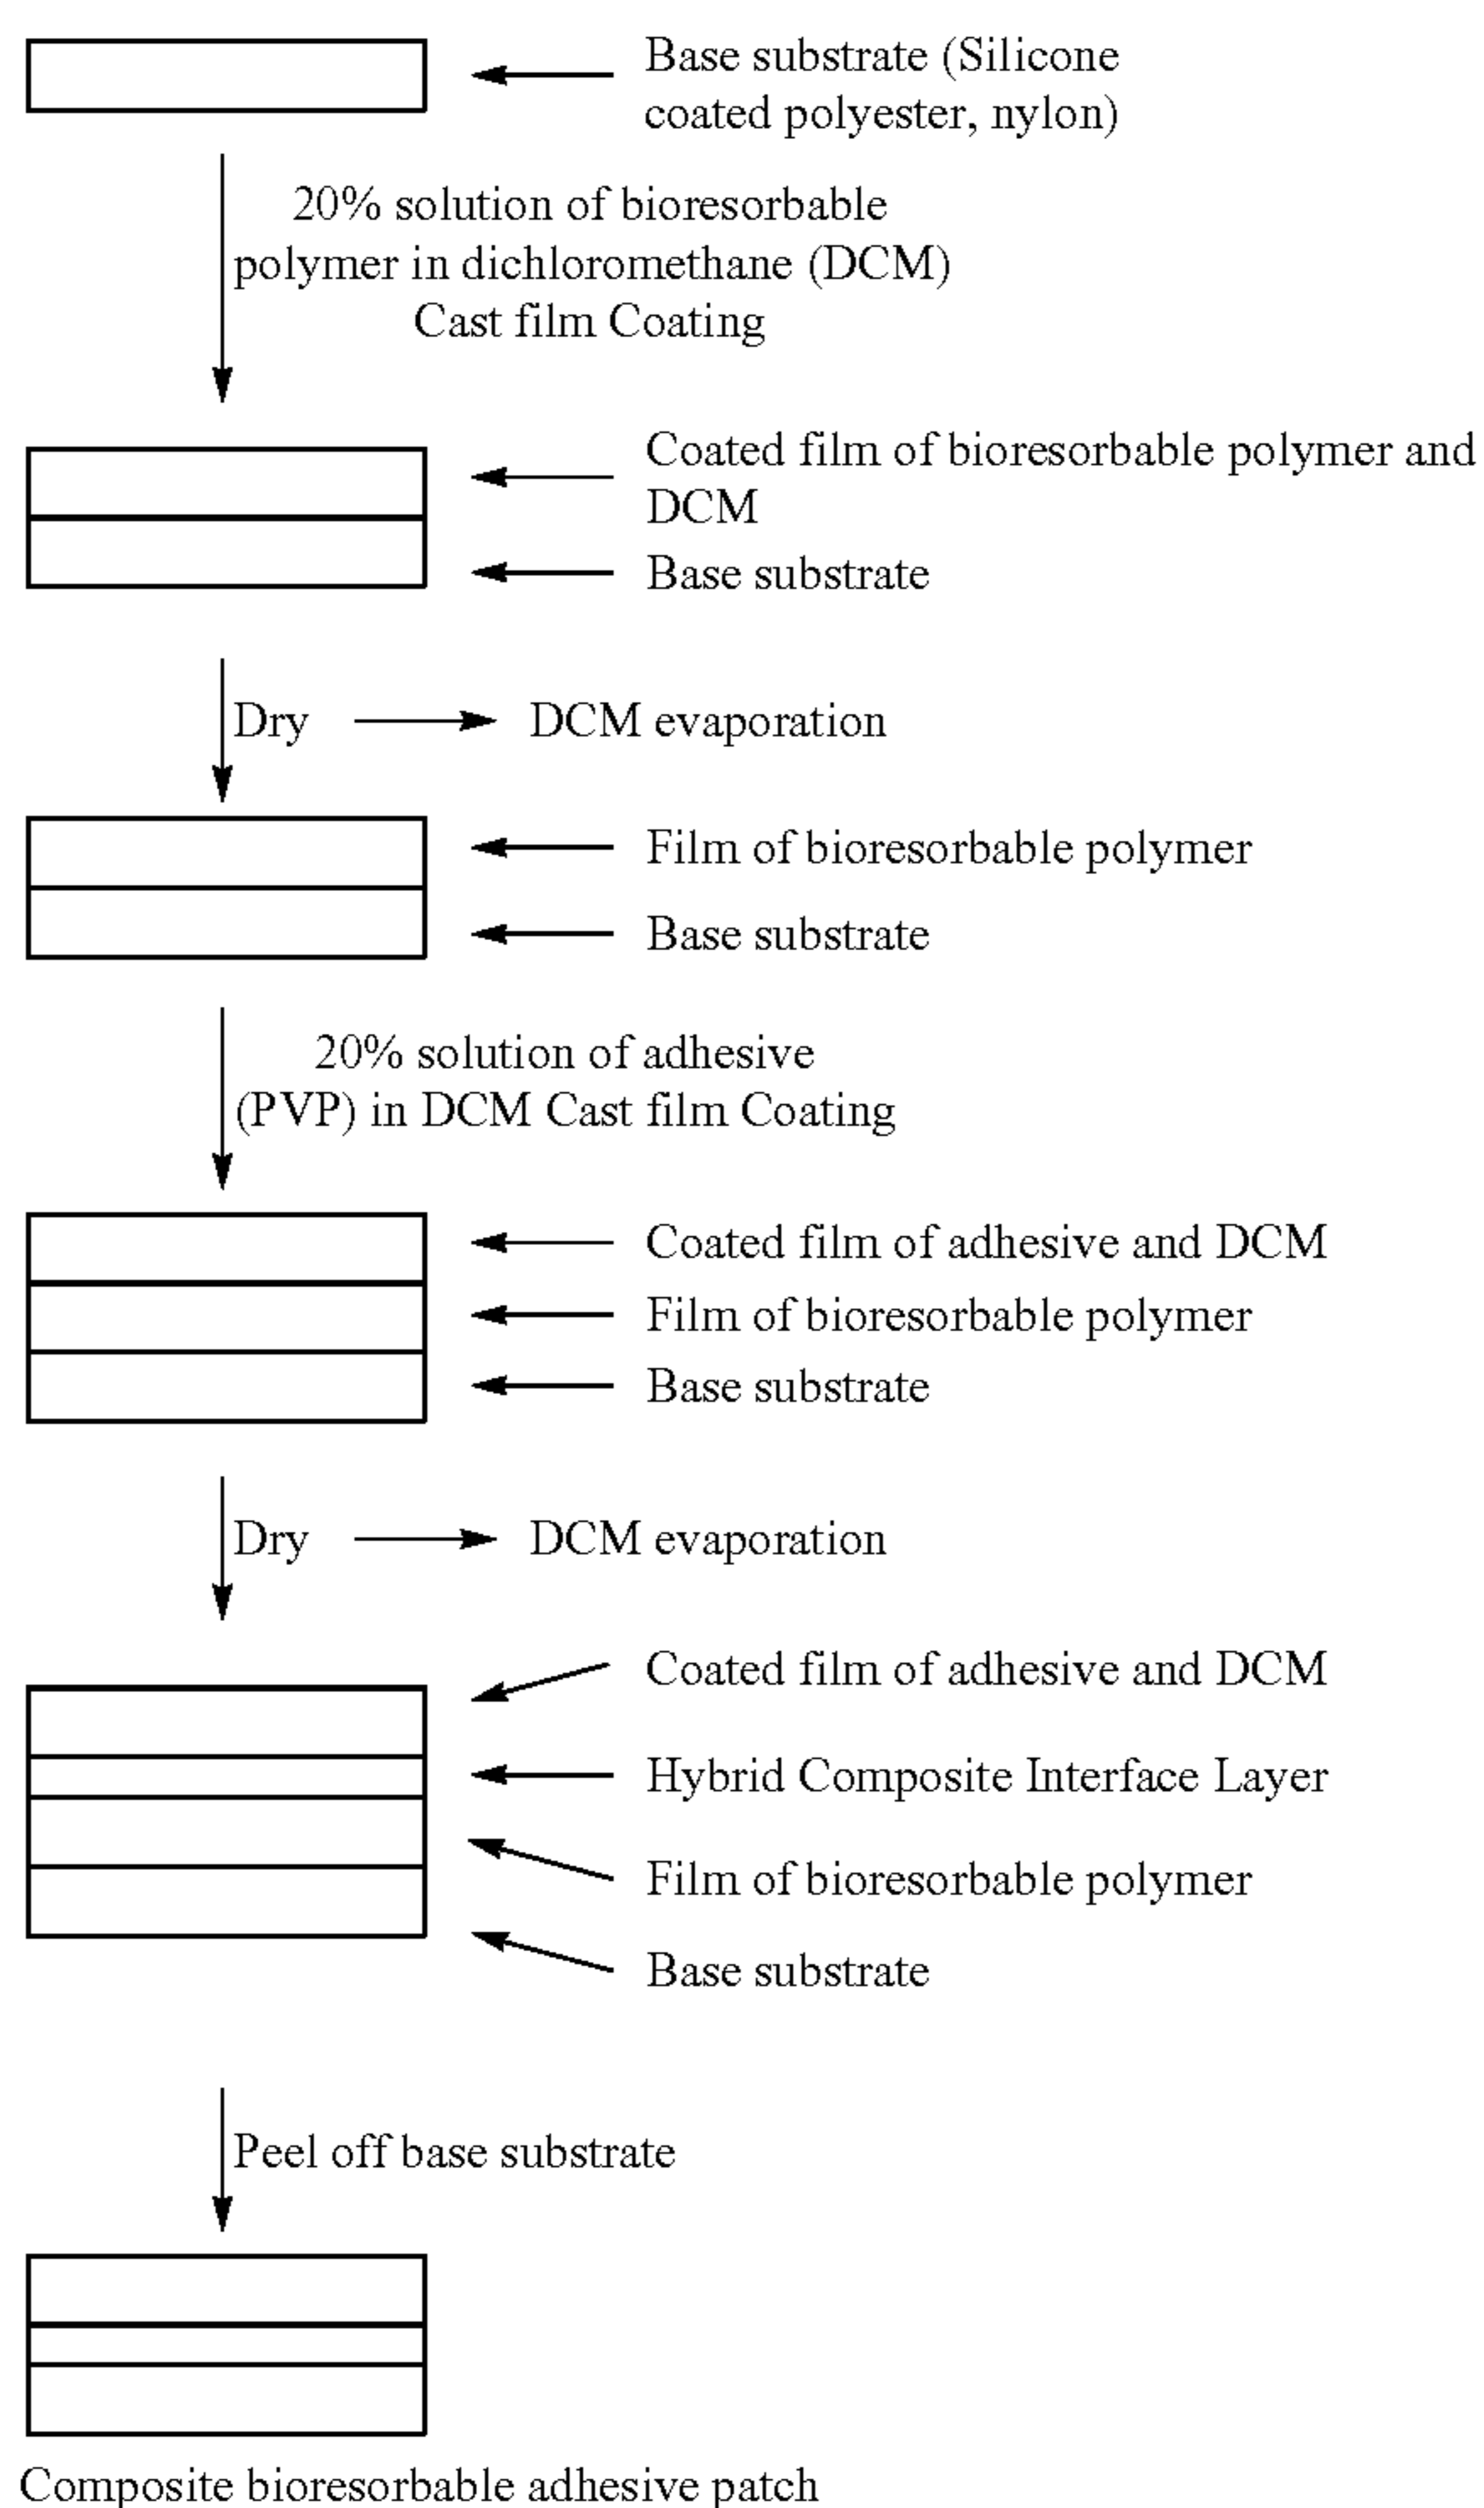 Base substrate (Silicone
coated polyester, nylon)
20% solution of bioresorbable
polymer in dichloromethane (DCM)
Cast film Coating
Coated film of bioresorbable polymer and
DCM
Base substrate
Dry
DCM evaporation
Film of bioresorbable polymer
Base substrate
20% solution of adhesive
(PVP) in DCM Cast film Coating
Coated film of adhesive and DCM
Film of bioresorbable polymer
Base substrate
Dry
DCM evaporation
Coated film of adhesive and DCM
Hybrid Composite Interface Layer
Film of bioresorbable polymer
Base substrate
Peel off base substrate
Composite bioresorbable adhesive patch